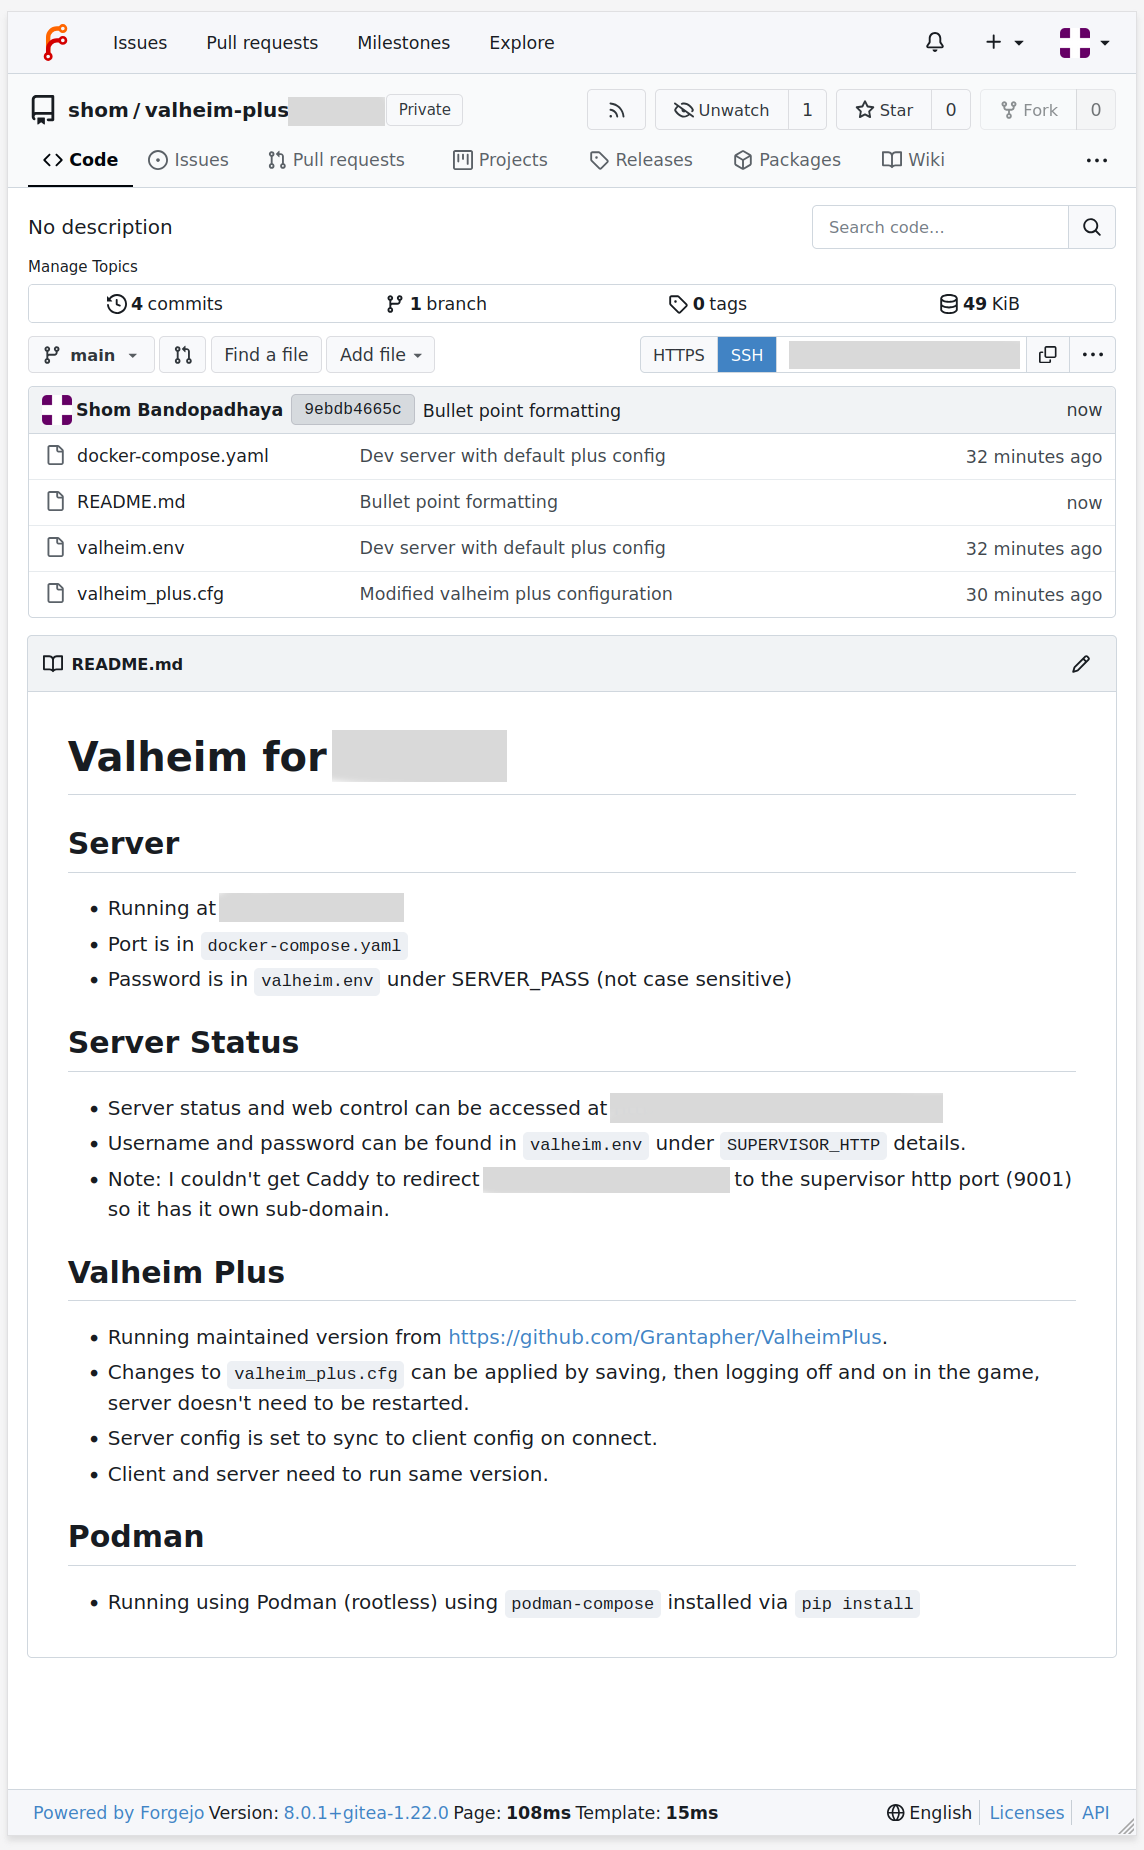 Issues Pull requests Milestones Explore
shom / valheim-plus Private Unwatch 1 Star 0 Fork 0
Code Issues Pull requests Projects Releases Packages Wiki
No description Search code...
Manage Topics
4 commits 1 branch 0 tags 49 KiB
main Find a file Add file HTTPS SSH
Shom Bandopadhaya 9ebdb4665c Bullet point formatting now
docker-compose.yaml Dev server with default plus config 32 minutes ago
README.md Bullet point formatting now
valheim.env Dev server with default plus config 32 minutes ago
valheim_plus.cfg Modified valheim plus configuration 30 minutes ago
README.md
Valheim for
Server
• Running at
• Port is in docker-compose.yaml
• Password is in valheim.env under SERVER_PASS (not case sensitive)
Server Status
• Server status and web control can be accessed at
• Username and password can be found in valheim.env under SUPERVISOR_HTTP details.
• Note: I couldn't get Caddy to redirect to the supervisor http port (9001)
so it has it own sub-domain.
Valheim Plus
• Running maintained version from https://github.com/Grantapher/ValheimPlus.
• Changes to valheim_plus.cfg can be applied by saving, then logging off and on in the game,
server doesn't need to be restarted.
• Server config is set to sync to client config on connect.
• Client and server need to run same version.
Podman
• Running using Podman (rootless) using podman-compose installed via pip install
Powered by Forgejo Version: 8.0.1+gitea-1.22.0 Page: 108ms Template: 15ms English Licenses API